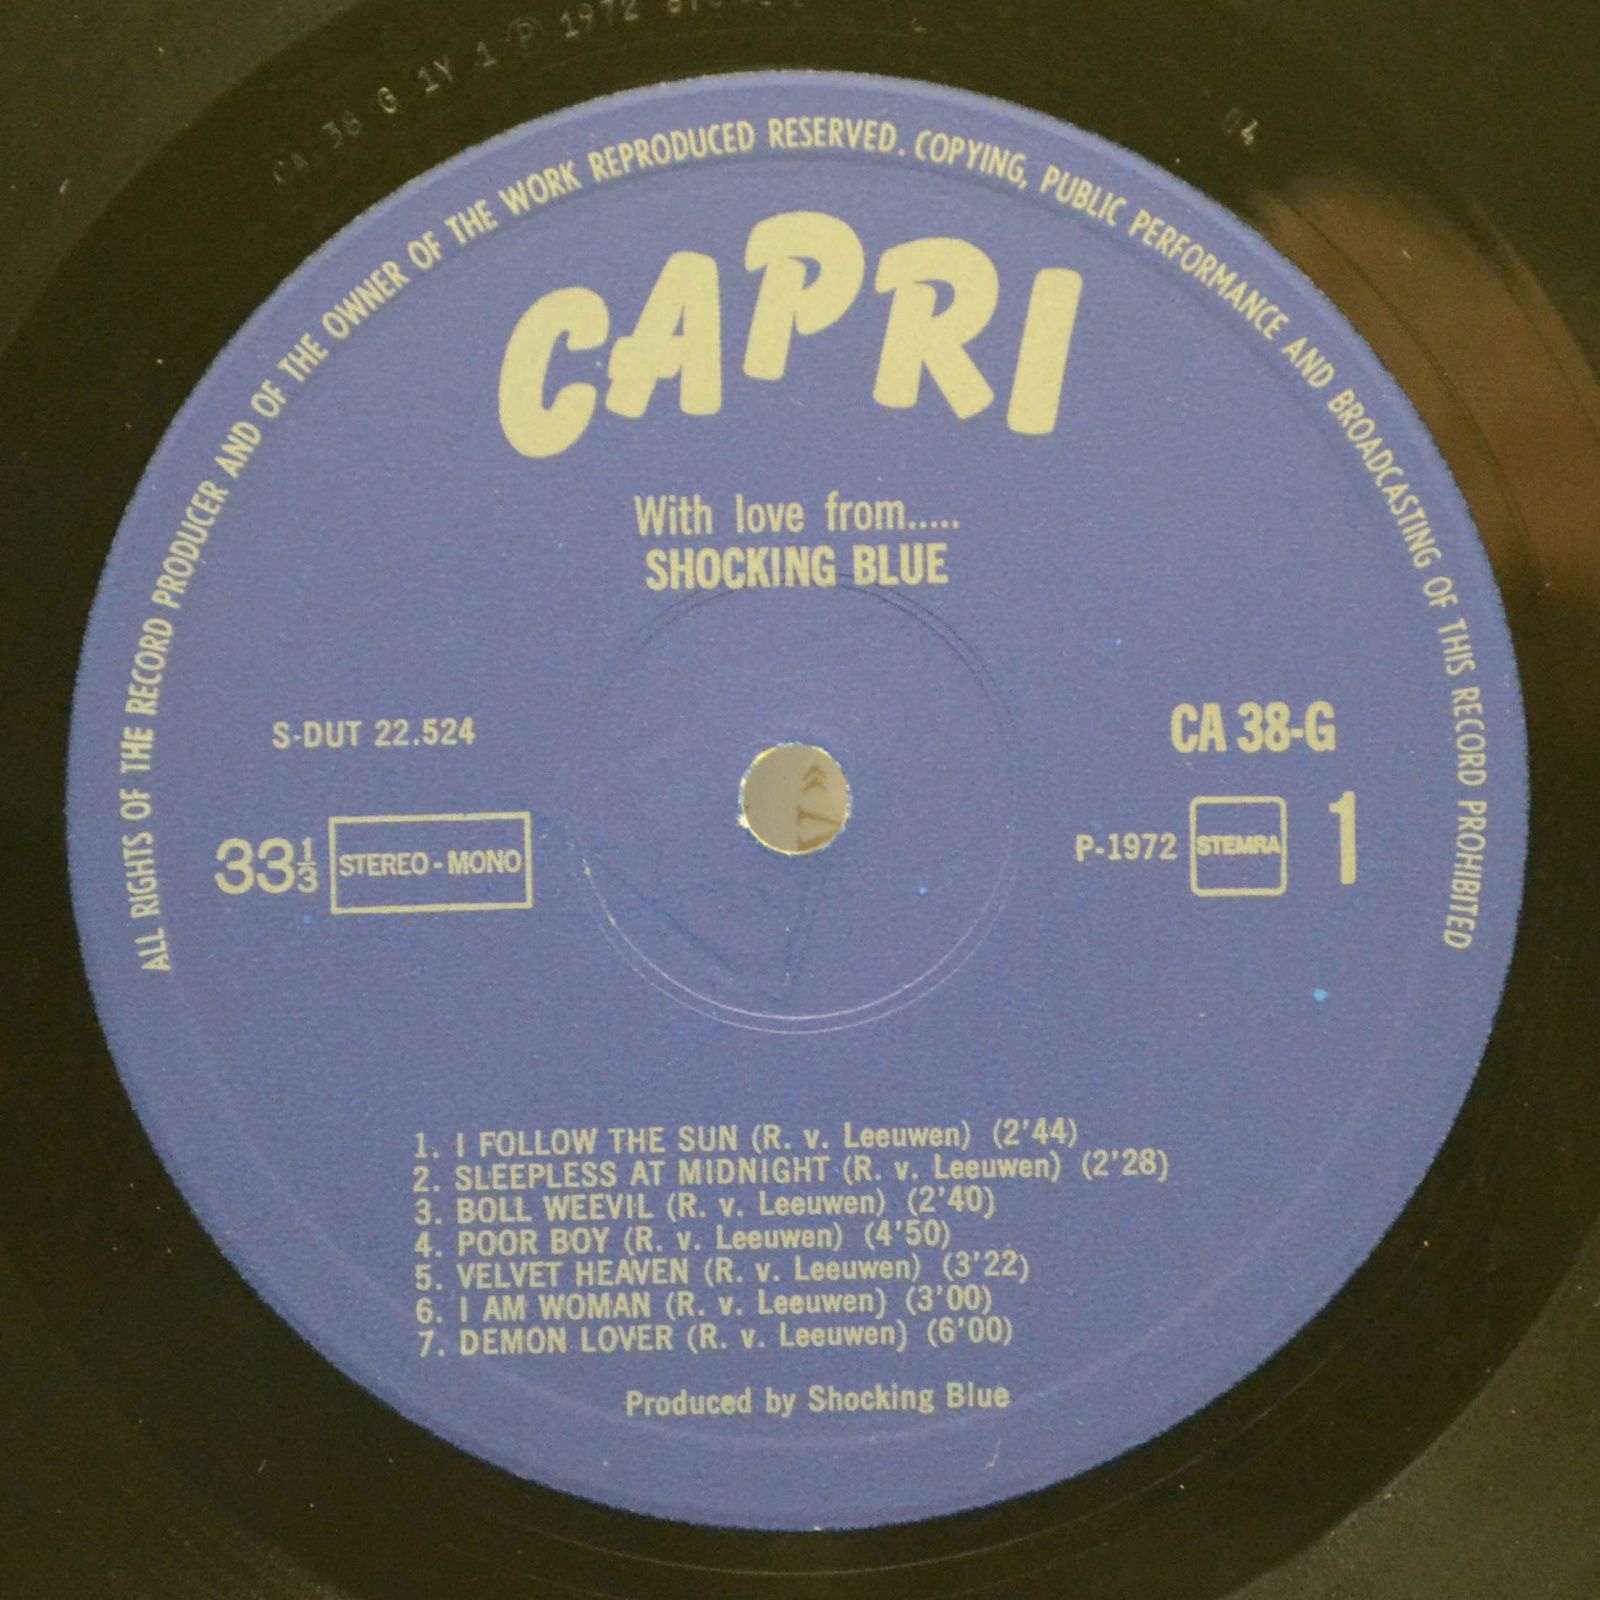 CA 38 G 1Y 1 Ⓟ 1972
04
ALL RIGHTS OF THE RECORD PRODUCER AND OF THE OWNER OF THE WORK REPRODUCED RESERVED. COPYING, PUBLIC PERFORMANCE AND BROADCASTING OF THIS RECORD PROHIBITED
CAPRI
With love from.....
SHOCKING BLUE
S-DUT 22.524
CA 38-G
33⅓ STEREO-MONO
P-1972 STEMRA 1
1. I FOLLOW THE SUN (R. v. Leeuwen) (2'44)
2. SLEEPLESS AT MIDNIGHT (R. v. Leeuwen) (2'28)
3. BOLL WEEVIL (R. v. Leeuwen) (2'40)
4. POOR BOY (R. v. Leeuwen) (4'50)
5. VELVET HEAVEN (R. v. Leeuwen) (3'22)
6. I AM WOMAN (R. v. Leeuwen) (3'00)
7. DEMON LOVER (R. v. Leeuwen) (6'00)
Produced by Shocking Blue